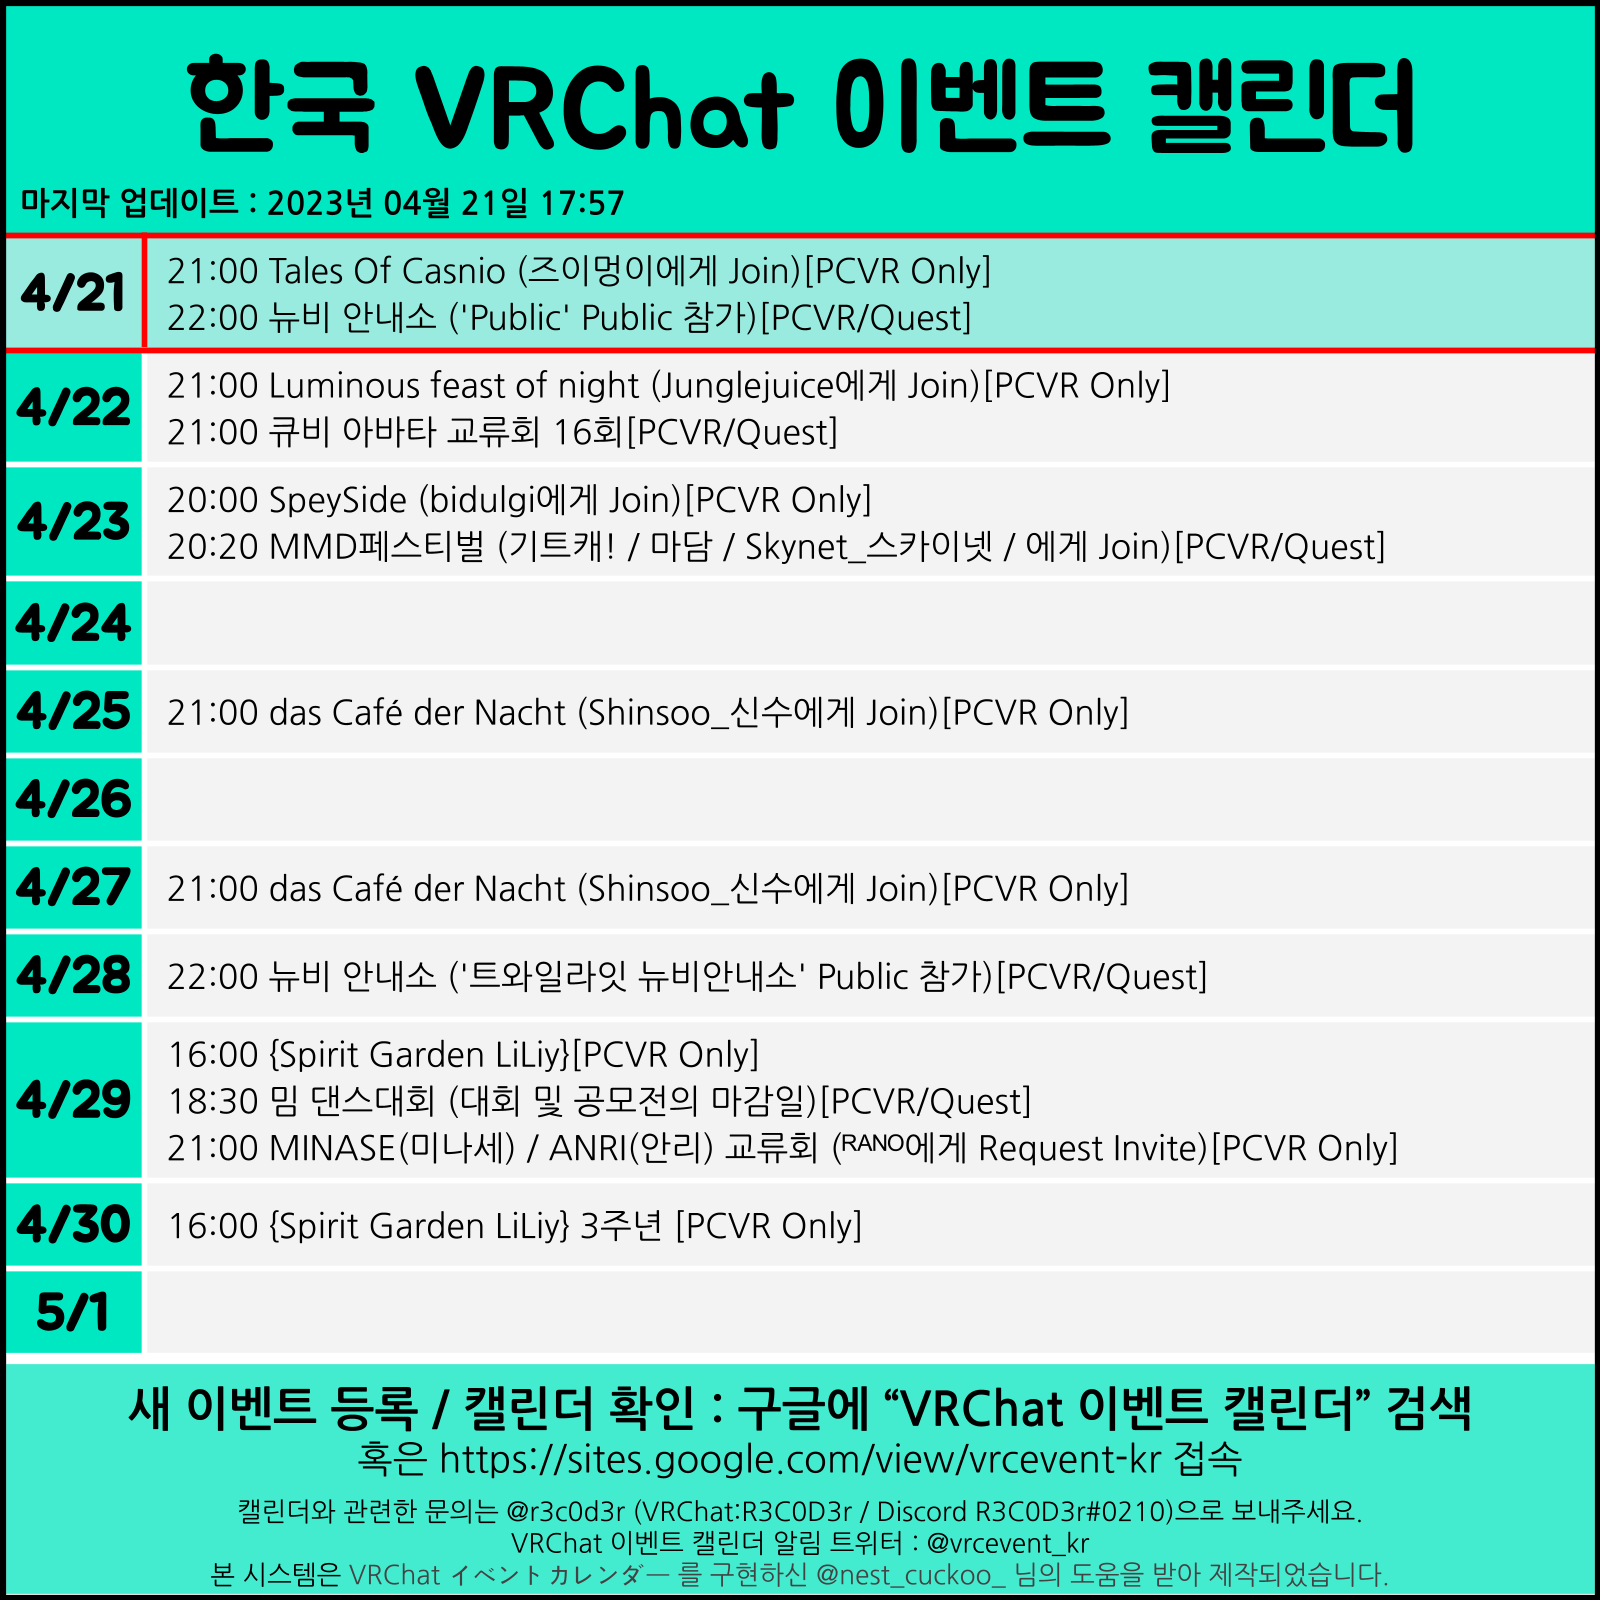 한국 VRChat 이벤트 캘린더
마지막 업데이트 : 2023년 04월 21일 17:57
4/21
21:00 Tales Of Casnio (즈이멍이에게 Join)[PCVR Only]
22:00 뉴비 안내소 ('Public' Public 참가)[PCVR/Quest]
4/22
21:00 Luminous feast of night (Junglejuice에게 Join)[PCVR Only]
21:00 큐비 아바타 교류회 16회[PCVR/Quest]
4/23
20:00 SpeySide (bidulgi에게 Join)[PCVR Only]
20:20 MMD페스티벌 (기트캐! / 마담 / Skynet_스카이넷 / 에게 Join)[PCVR/Quest]
4/24
4/25
21:00 das Café der Nacht (Shinsoo_신수에게 Join)[PCVR Only]
4/26
4/27
21:00 das Café der Nacht (Shinsoo_신수에게 Join)[PCVR Only]
4/28
22:00 뉴비 안내소 ('트와일라잇 뉴비안내소' Public 참가)[PCVR/Quest]
4/29
16:00 {Spirit Garden LiLiy}[PCVR Only]
18:30 밈 댄스대회 (대회 및 공모전의 마감일)[PCVR/Quest]
21:00 MINASE(미나세) / ANRI(안리) 교류회 (ᴿᴬᴺᴼ에게 Request Invite)[PCVR Only]
4/30
16:00 {Spirit Garden LiLiy} 3주년 [PCVR Only]
5/1
새 이벤트 등록 / 캘린더 확인 : 구글에 “VRChat 이벤트 캘린더” 검색
혹은 https://sites.google.com/view/vrcevent-kr 접속
캘린더와 관련한 문의는 @r3c0d3r (VRChat:R3C0D3r / Discord R3C0D3r#0210)으로 보내주세요.
VRChat 이벤트 캘린더 알림 트위터 : @vrcevent_kr
본 시스템은 VRChat イベントカレンダー 를 구현하신 @nest_cuckoo_ 님의 도움을 받아 제작되었습니다.